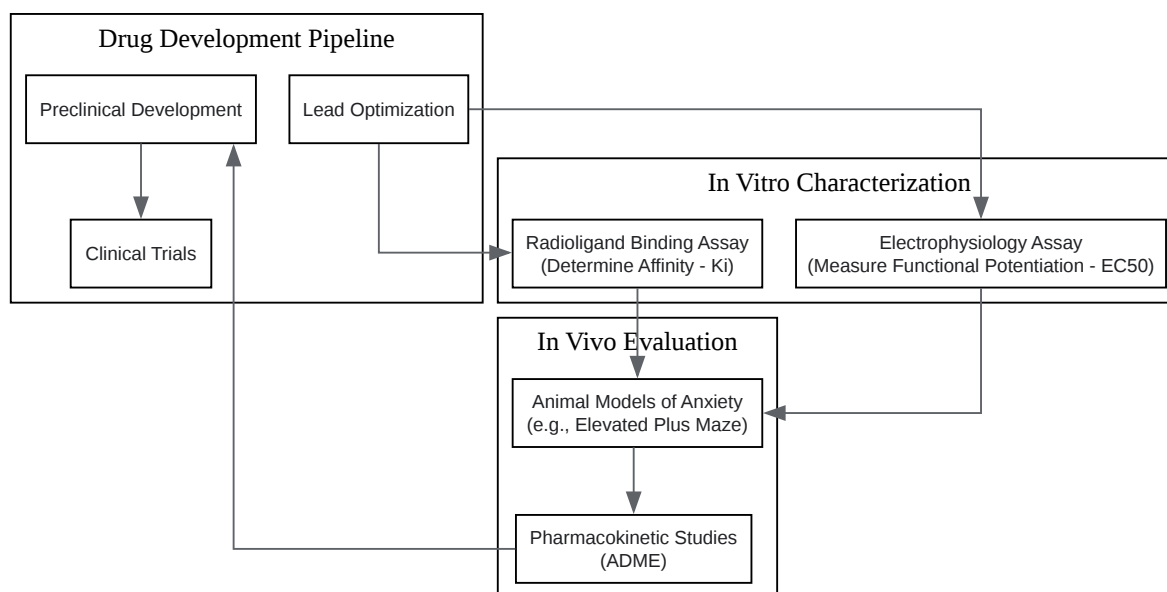 Drug Development Pipeline
Preclinical Development
Lead Optimization
Clinical Trials
In Vitro Characterization
Radioligand Binding Assay
(Determine Affinity - Ki)
Electrophysiology Assay
(Measure Functional Potentiation - EC50)
In Vivo Evaluation
Animal Models of Anxiety
(e.g., Elevated Plus Maze)
Pharmacokinetic Studies
(ADME)